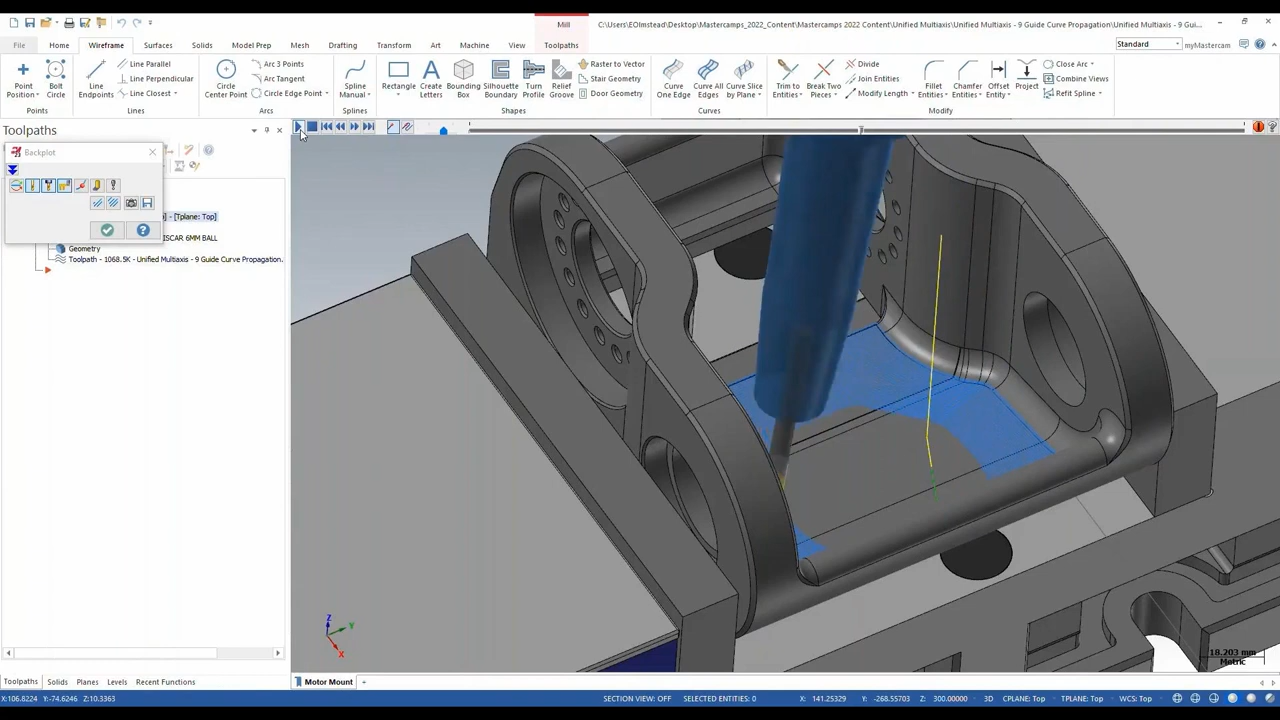 Mill
C:\Users\EOlmstead\Desktop\Mastercamps_2022_Content\Mastercamps 2022 Content\Unified Multiaxis\Unified Multiaxis - 9 Guide Curve Propagation\Unified Multiaxis - 9 Gui...
File Home Wireframe Surfaces Solids Model Prep Mesh Drafting Transform Art Machine View Toolpaths
Standard myMastercam
Point Position
Bolt Circle
Points
Line Endpoints
Line Parallel
Line Perpendicular
Line Closest
Lines
Circle Center Point
Arc 3 Points
Arc Tangent
Circle Edge Point
Arcs
Spline Manual
Splines
Rectangle
Create Letters
Bounding Box
Silhouette Boundary
Turn Profile
Relief Groove
Raster to Vector
Stair Geometry
Door Geometry
Shapes
Curve One Edge
Curve All Edges
Curve Slice by Plane
Curves
Trim to Entities
Break Two Pieces
Divide
Join Entities
Modify Length
Fillet Entities
Chamfer Entities
Offset Entity
Project
Close Arc
Combine Views
Refit Spline
Modify
Toolpaths
Backplot
] - [Tplane: Top]
ISCAR 6MM BALL
Geometry
Toolpath - 1068.5K - Unified Multiaxis - 9 Guide Curve Propagation.
Z
Y
X
18.203 mm
Metric
Toolpaths Solids Planes Levels Recent Functions
Motor Mount +
X:106.8224 Y:-74.6246 Z:10.3363 SECTION VIEW: OFF SELECTED ENTITIES: 0 X: 141.25329 Y: -268.55703 Z: 300.00000 3D CPLANE: Top TPLANE: Top WCS: Top